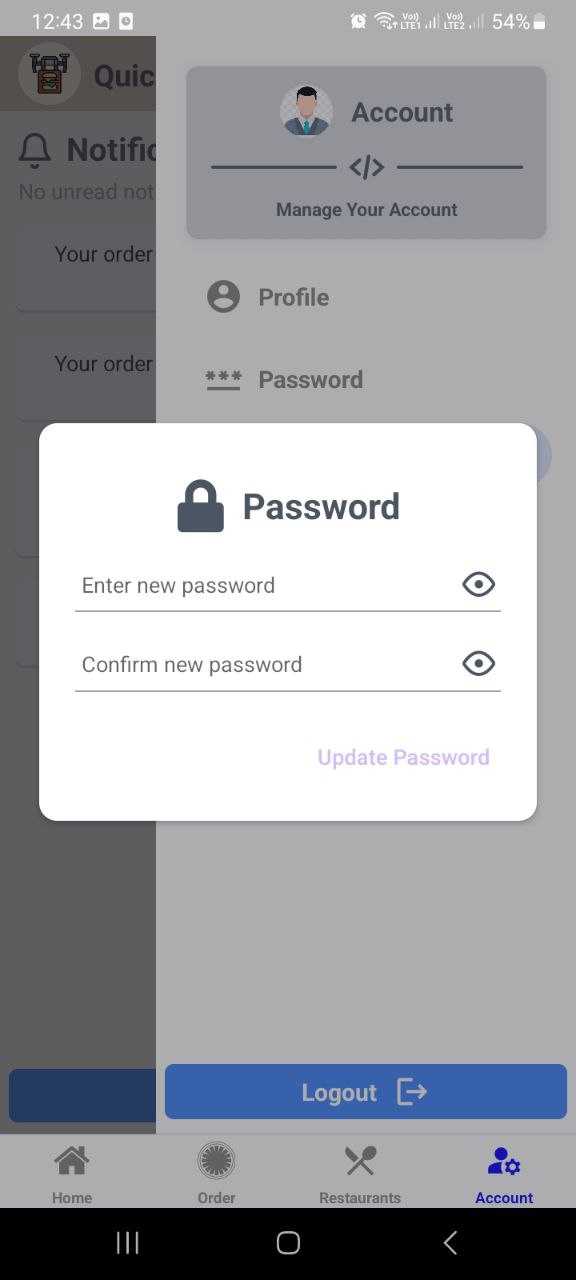 12:43
Vo)) LTE1 Vo)) LTE2 54%
Quic
Notific
No unread not
Your order
Your order
Account
</>
Manage Your Account
Profile
*** Password
Password
Enter new password
Confirm new password
Update Password
Logout
Home Order Restaurants Account